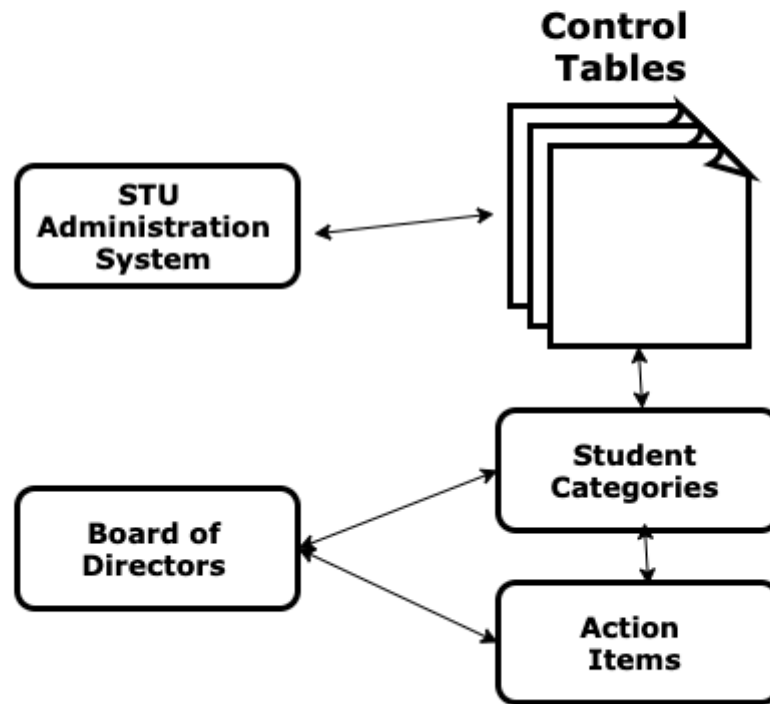 Control
Tables
STU
Administration
System
Student
Categories
Board of
Directors
Action
Items